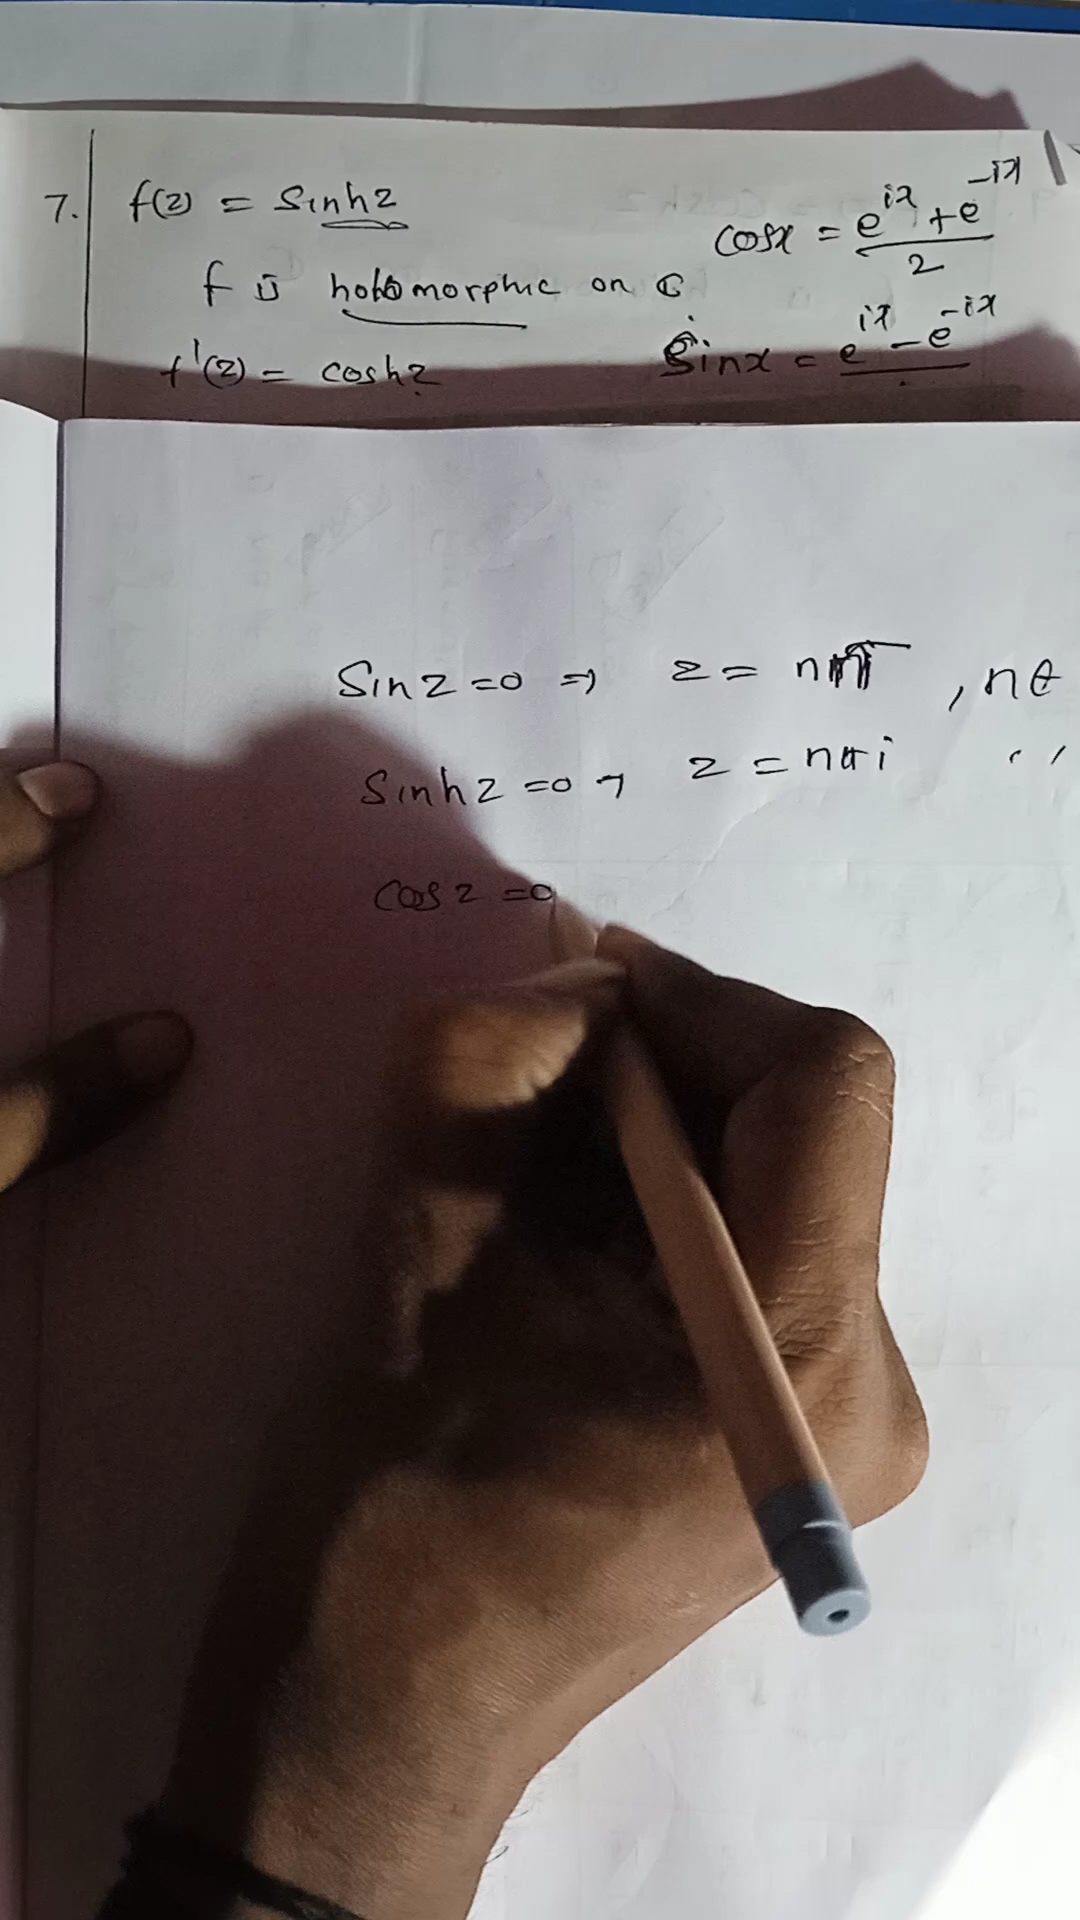 7. f(z) = Sinhz
f is holomorphic on ℂ
f'(z) = coshz
cosx = e^ix + e^-ix / 2
Sinx = e^ix - e^-ix
Sinz =0 ⇒ z = nπ , n∈
Sinhz =0 ⇒ z = nπi ,,
Cosz =0